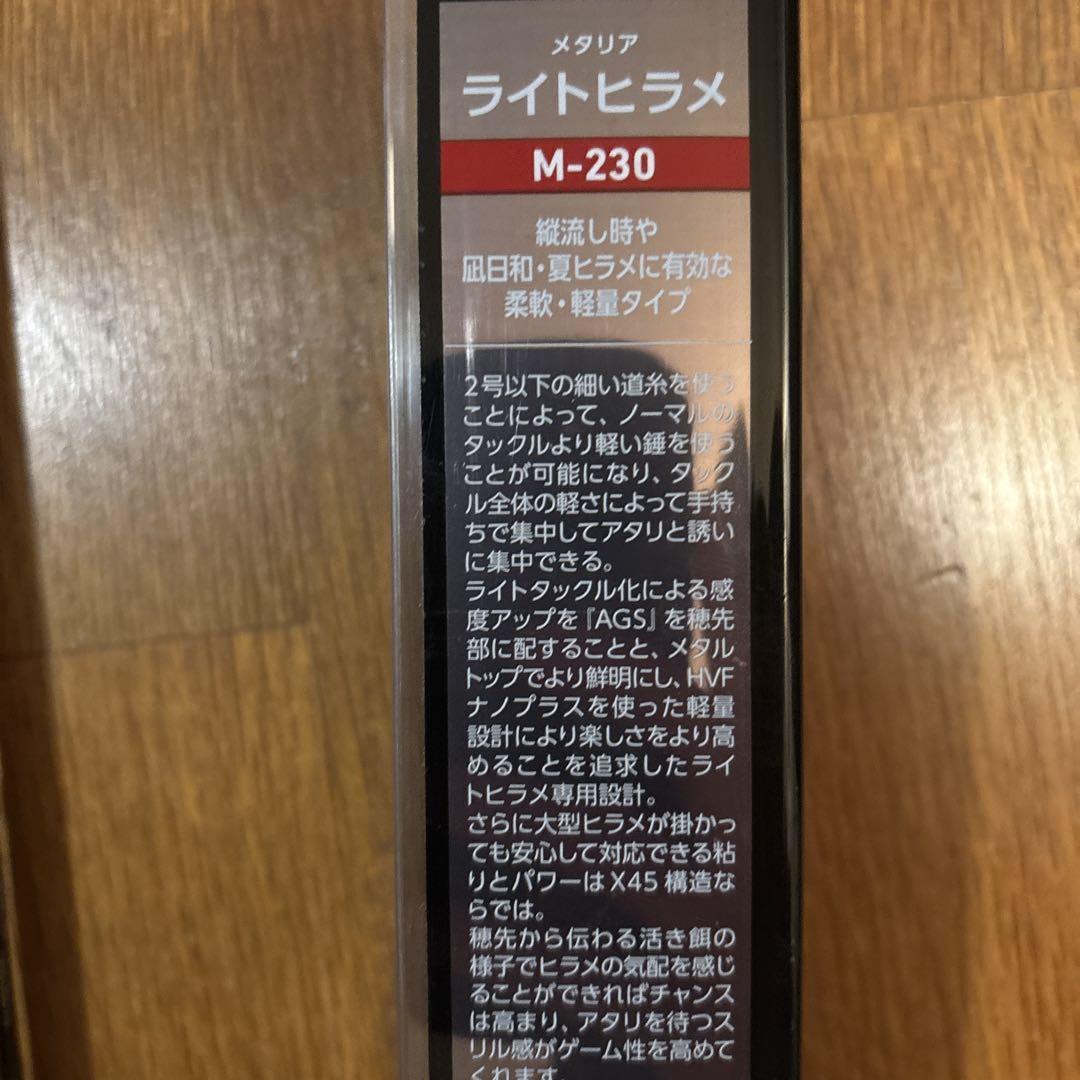 メタリア
ライトヒラメ
M-230
縦流し時や
凪日和・夏ヒラメに有効な
柔軟・軽量タイプ
2号以下の細い道糸を使う
ことによって、ノーマルの
タックルより軽い錘を使う
ことが可能になり、タック
ル全体の軽さによって手持
ちで集中してアタリと誘い
に集中できる。
ライトタックル化による感
度アップを『AGS』を穂先
部に配することと、メタル
トップでより鮮明にし、HVF
ナノプラスを使った軽量
設計により楽しさをより高
めることを追求したライ
トヒラメ専用設計。
さらに大型ヒラメが掛かっ
ても安心して対応できる粘
りとパワーはX45構造な
らでは。
穂先から伝わる活き餌の
様子でヒラメの気配を感じ
ることができればチャンス
は高まり、アタリを待つス
リル感がゲーム性を高めて
くれます。